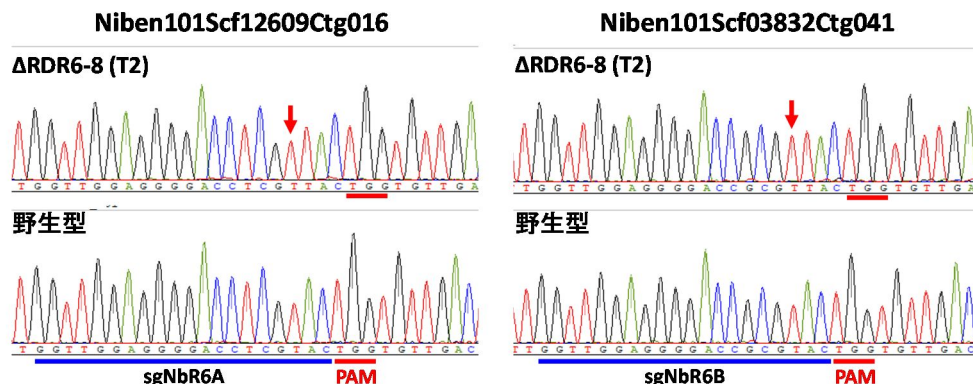 Niben101Scf12609Ctg016
ΔRDR6-8 (T2)
TGGTTGGAGGGGACCTCGTTACTGGTGTTGA
野生型
TGGTTGGAGGGGACCTCGTACTGGTGTTGAC
sgNbR6A PAM
Niben101Scf03832Ctg041
ΔRDR6-8 (T2)
TGGTTGGAGGGGACCGCGTTACTGGTGTTGA
野生型
TTGGTTGGAGGGGACCGCGTACTGGTGTTGAC
sgNbR6B PAM